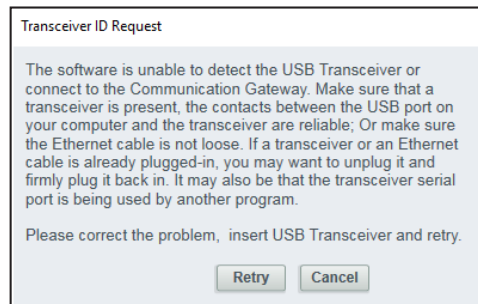 Transceiver ID Request
The software is unable to detect the USB Transceiver or
connect to the Communication Gateway. Make sure that a
transceiver is present, the contacts between the USB port on
your computer and the transceiver are reliable; Or make sure
the Ethernet cable is not loose. If a transceiver or an Ethernet
cable is already plugged-in, you may want to unplug it and
firmly plug it back in. It may also be that the transceiver serial
port is being used by another program.
Please correct the problem,  insert USB Transceiver and retry.
Retry Cancel